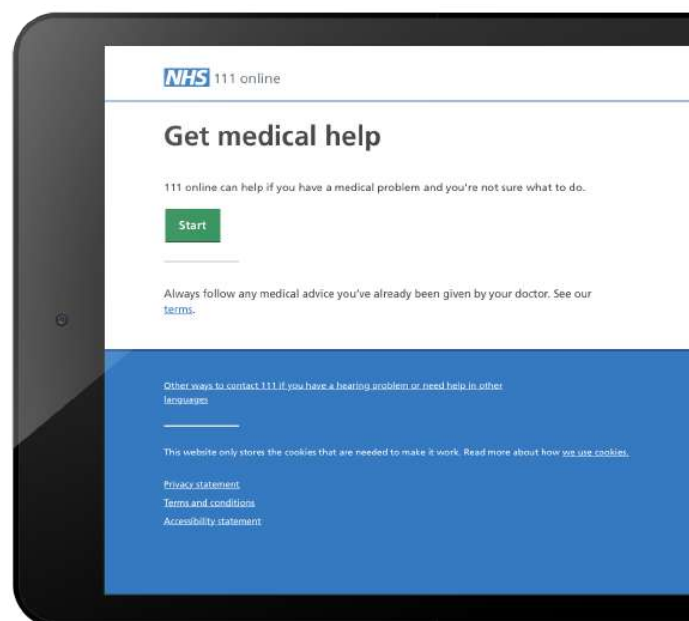 NHS 111 online
Get medical help
111 online can help if you have a medical problem and you're not sure what to do.
Start
Always follow any medical advice you've already been given by your doctor. See our
terms.
Other ways to contact 111 if you have a hearing problem or need help in other
languages
This website only stores the cookies that are needed to make it work. Read more about how we use cookies.
Privacy statement
Terms and conditions
Accessibility statement